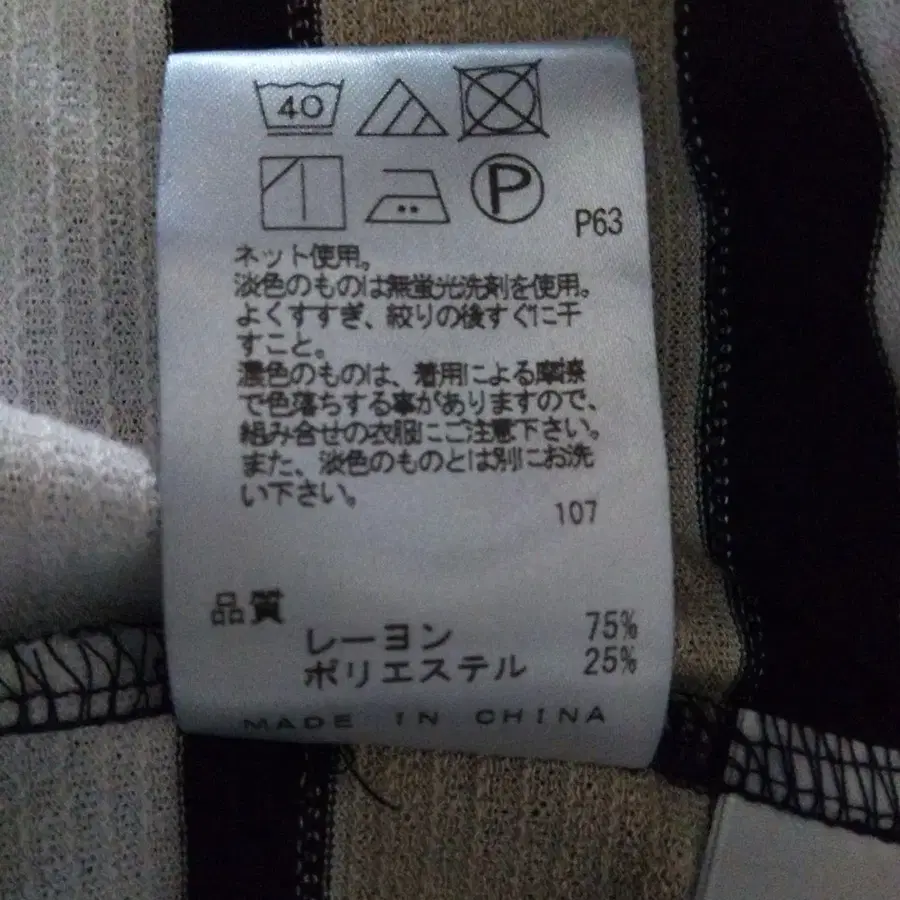 40
P
P63
ネット使用。
淡色のものは無蛍光洗剤を使用。
よくすすぎ、絞りの後すぐに干
すこと。
濃色のものは、着用による摩擦
で色落ちする事がありますので、
組み合せの衣服にご注意下さい。
また、淡色のものとは別にお洗
い下さい。
107
品質
レーヨン 75%
ポリエステル 25%
MADE IN CHINA